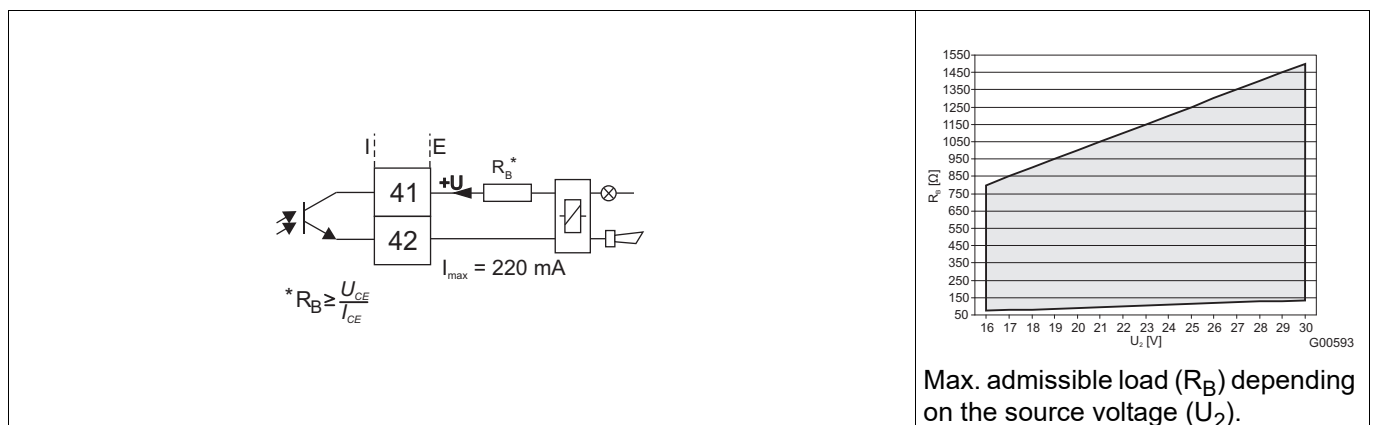 I E
41 +U R_B*
42
I_max = 220 mA
* R_B ≥ U_CE / I_CE
1550
1450
1350
1250
1150
1050
950
850
750
650
550
450
350
250
150
50
R_B [Ω]
16 17 18 19 20 21 22 23 24 25 26 27 28 29 30
U_2 [V]
G00593
Max. admissible load (R_B) depending
on the source voltage (U_2).